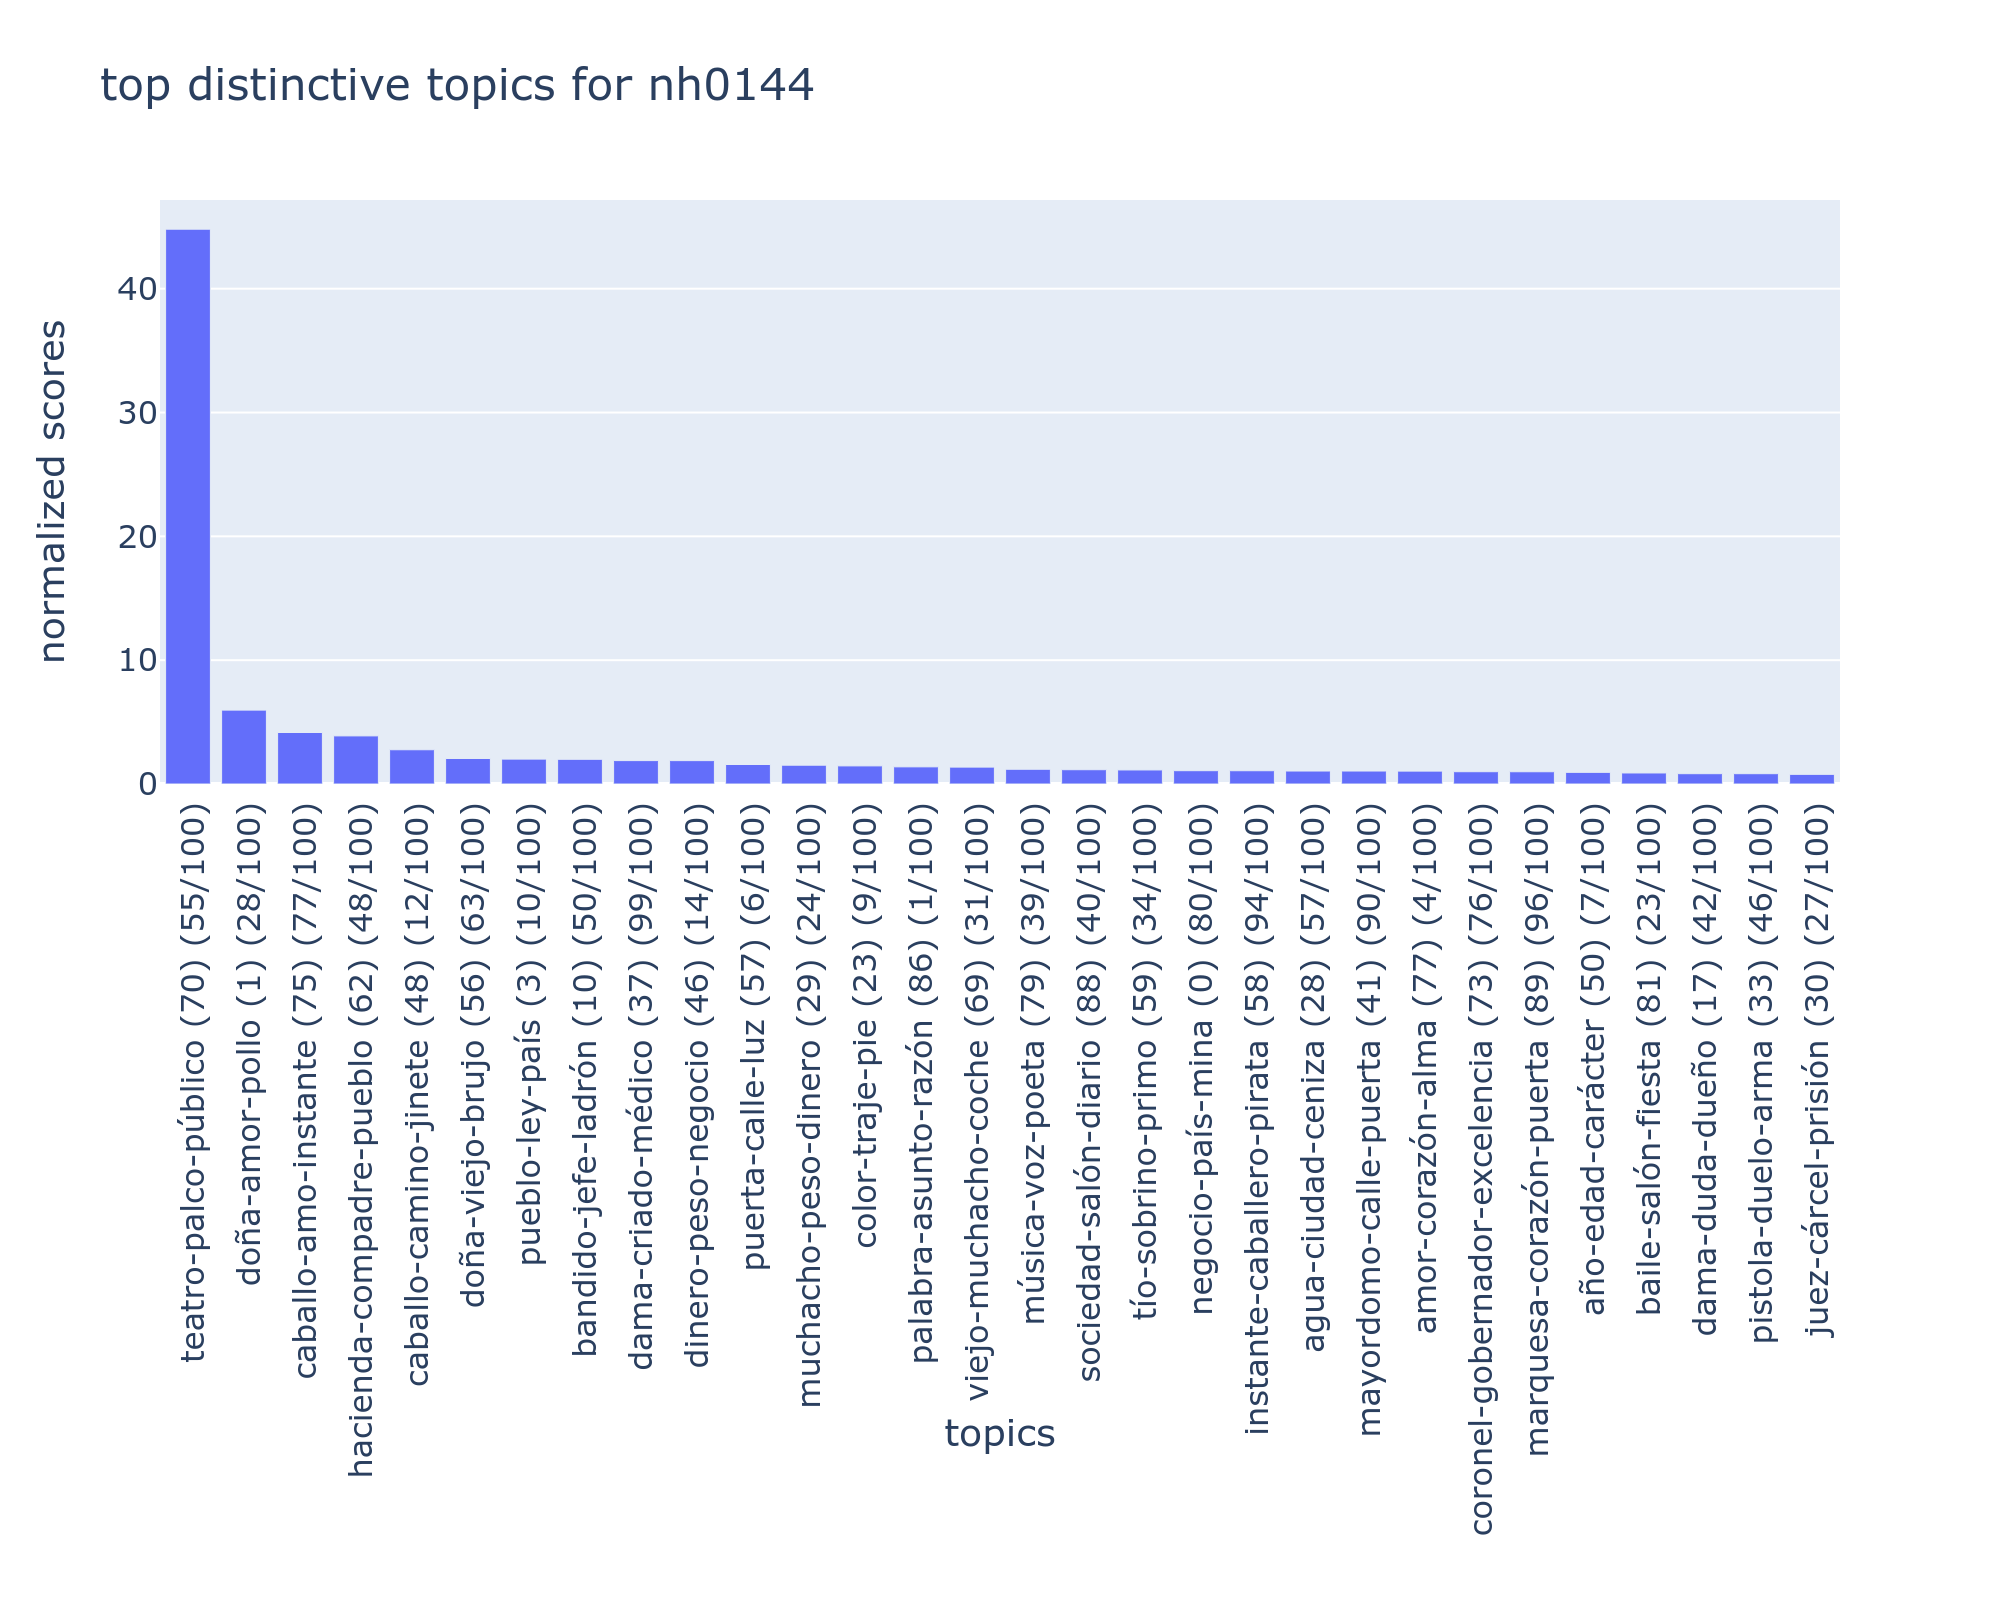 top distinctive topics for nh0144
normalized scores
40
30
20
10
0
teatro-palco-público (70) (55/100)
doña-amor-pollo (1) (28/100)
caballo-amo-instante (75) (77/100)
hacienda-compadre-pueblo (62) (48/100)
caballo-camino-jinete (48) (12/100)
doña-viejo-brujo (56) (63/100)
pueblo-ley-país (3) (10/100)
bandido-jefe-ladrón (10) (50/100)
dama-criado-médico (37) (99/100)
dinero-peso-negocio (46) (14/100)
puerta-calle-luz (57) (6/100)
muchacho-peso-dinero (29) (24/100)
color-traje-pie (23) (9/100)
palabra-asunto-razón (86) (1/100)
viejo-muchacho-coche (69) (31/100)
música-voz-poeta (79) (39/100)
sociedad-salón-diario (88) (40/100)
tío-sobrino-primo (59) (34/100)
negocio-país-mina (0) (80/100)
instante-caballero-pirata (58) (94/100)
agua-ciudad-ceniza (28) (57/100)
mayordomo-calle-puerta (41) (90/100)
amor-corazón-alma (77) (4/100)
coronel-gobernador-excelencia (73) (76/100)
marquesa-corazón-puerta (89) (96/100)
año-edad-carácter (50) (7/100)
baile-salón-fiesta (81) (23/100)
dama-duda-dueño (17) (42/100)
pistola-duelo-arma (33) (46/100)
juez-cárcel-prisión (30) (27/100)
topics